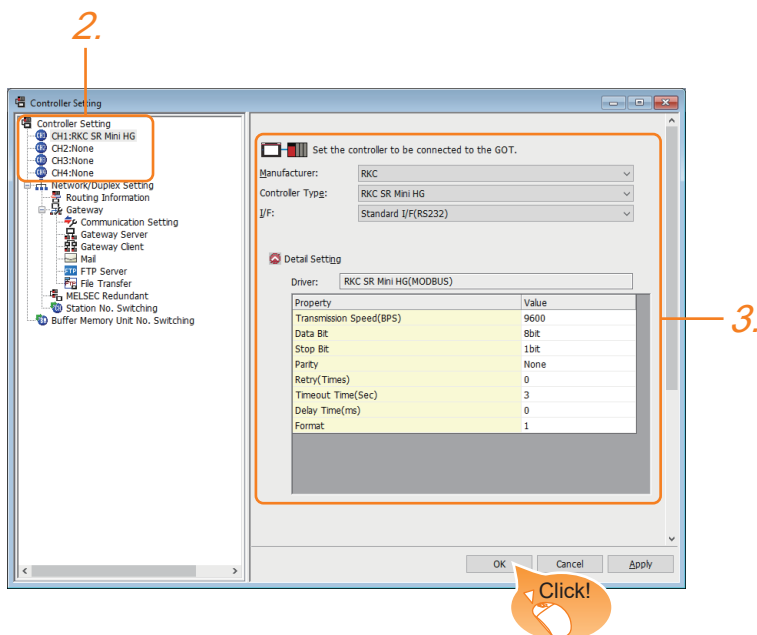 2.
Controller Setting
Controller Setting
CH1:RKC SR Mini HG
CH2:None
CH3:None
CH4:None
Network/Duplex Setting
Routing Information
Gateway
Communication Setting
Gateway Server
Gateway Client
Mail
FTP FTP Server
File Transfer
MELSEC Redundant
Station No. Switching
Buffer Memory Unit No. Switching
Set the controller to be connected to the GOT.
Manufacturer: RKC
Controller Type: RKC SR Mini HG
I/F: Standard I/F(RS232)
Detail Setting
Driver: RKC SR Mini HG(MODBUS)
Property Value
Transmission Speed(BPS) 9600
Data Bit 8bit
Stop Bit 1bit
Parity None
Retry(Times) 0
Timeout Time(Sec) 3
Delay Time(ms) 0
Format 1
3.
OK Cancel Apply
Click!